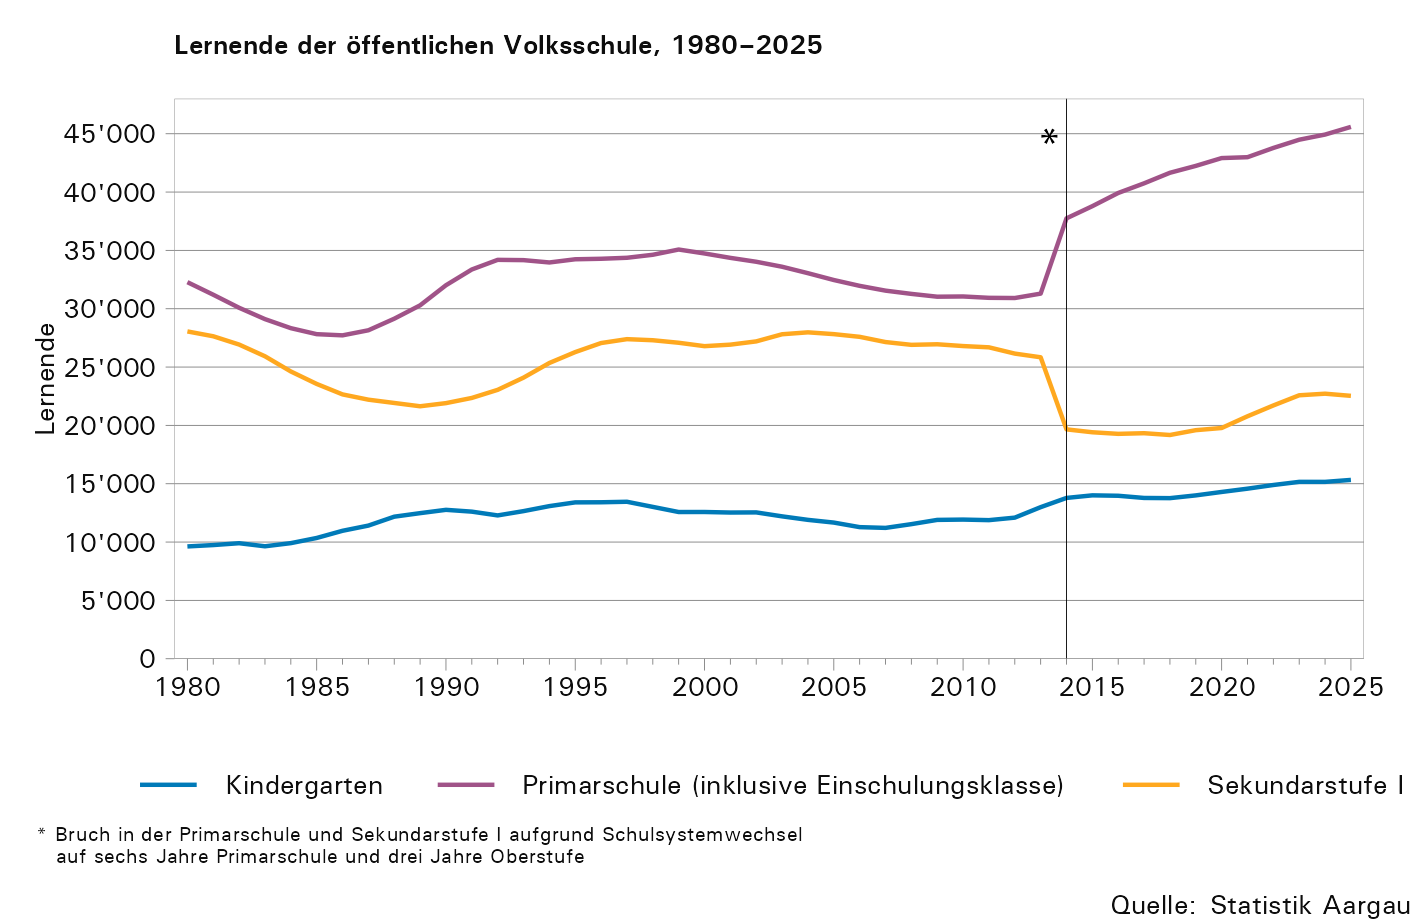 Lernende der öffentlichen Volksschule, 1980–2025
45'000
*
40'000
35'000
30'000
25'000
20'000
15'000
10'000
5'000
0
Lernende
1980 1985 1990 1995 2000 2005 2010 2015 2020 2025
Kindergarten Primarschule (inklusive Einschulungsklasse) Sekundarstufe I
* Bruch in der Primarschule und Sekundarstufe I aufgrund Schulsystemwechsel
auf sechs Jahre Primarschule und drei Jahre Oberstufe
Quelle: Statistik Aargau